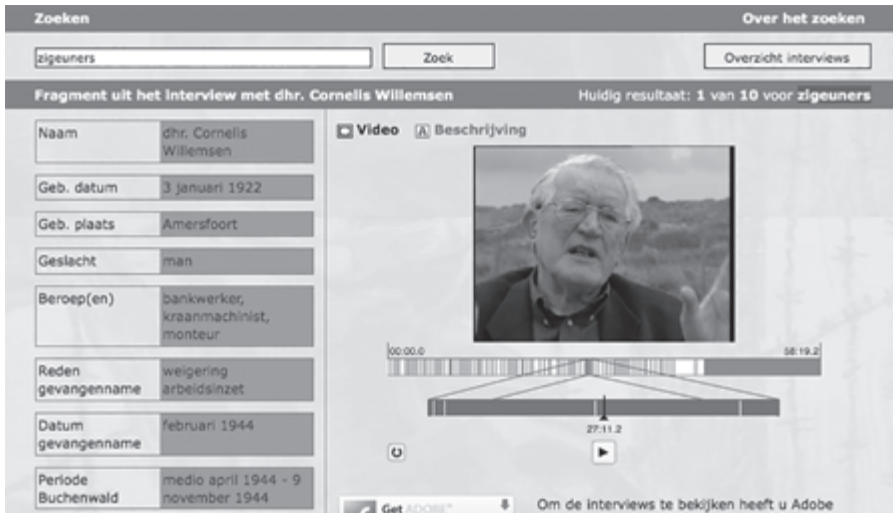 Zoeken
Over het zoeken
zigeuners
Zoek
Overzicht interviews
Fragment uit het interview met dhr. Cornelis Willemsen
Huidig resultaat: 1 van 10 voor zigeuners
Naam
dhr. Cornelis
Willemsen
Geb. datum
3 januari 1922
Geb. plaats
Amersfoort
Geslacht
man
Beroep(en)
bankwerker,
kraanmachinist,
monteur
Reden
gevangenname
weigering
arbeidsinzet
Datum
gevangenname
februari 1944
Periode
Buchenwald
medio april 1944 - 9
november 1944
Video
A Beschrijving
00:00.0
58:19.2
27:11.2
Get ADOBE
Om de interviews te bekijken heeft u Adobe